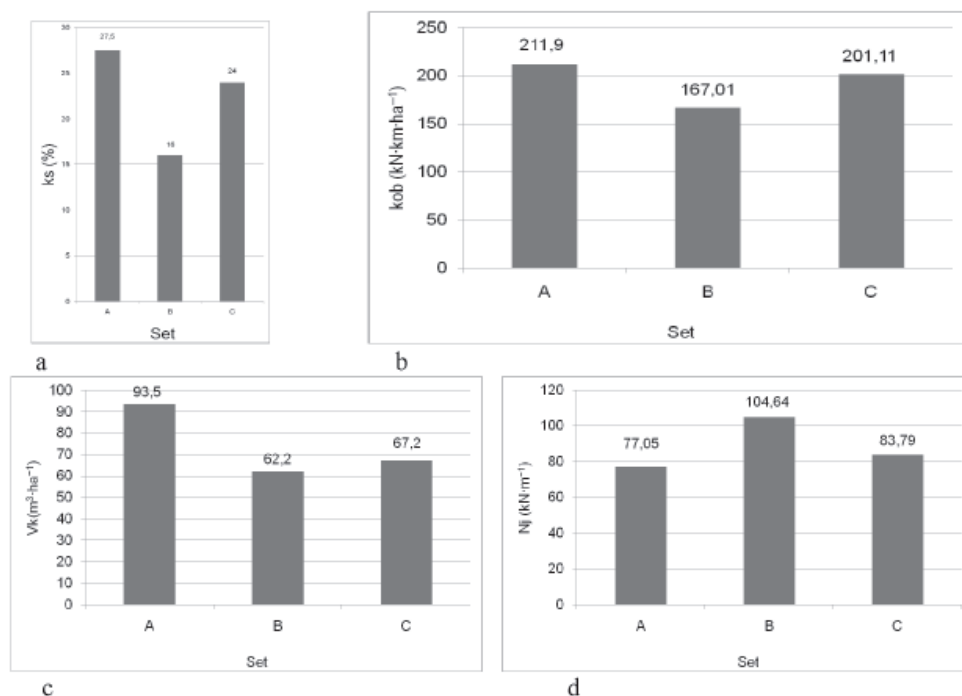 30
25
20
15
10
5
0
ks (%)
27,5
16
24
A B C
Set
a
250
200
150
100
50
0
kob (kN·km·ha⁻¹)
211,9
167,01
201,11
A B C
Set
b
100
90
80
70
60
50
40
30
20
10
0
Vk(m³·ha⁻¹)
93,5
62,2
67,2
A B C
Set
c
120
100
80
60
40
20
0
Nj (kN·m⁻¹)
77,05
104,64
83,79
A B C
Set
d